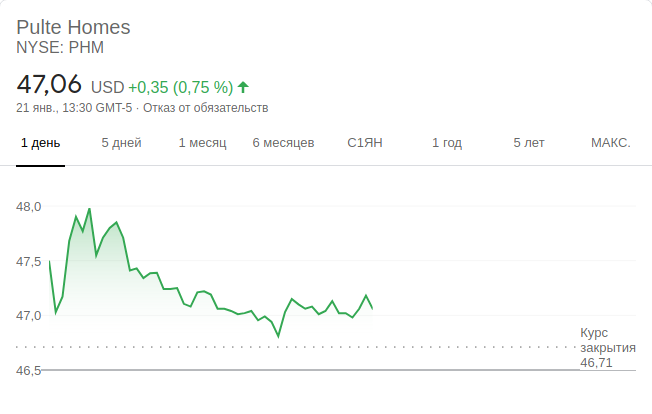 Pulte Homes
NYSE: PHM
47,06 USD +0,35 (0,75 %)
21 янв., 13:30 GMT-5 · Отказ от обязательств
1 день 5 дней 1 месяц 6 месяцев С1ЯН 1 год 5 лет МАКС.
48,0
47,5
47,0
Курс
закрытия
46,71
46,5